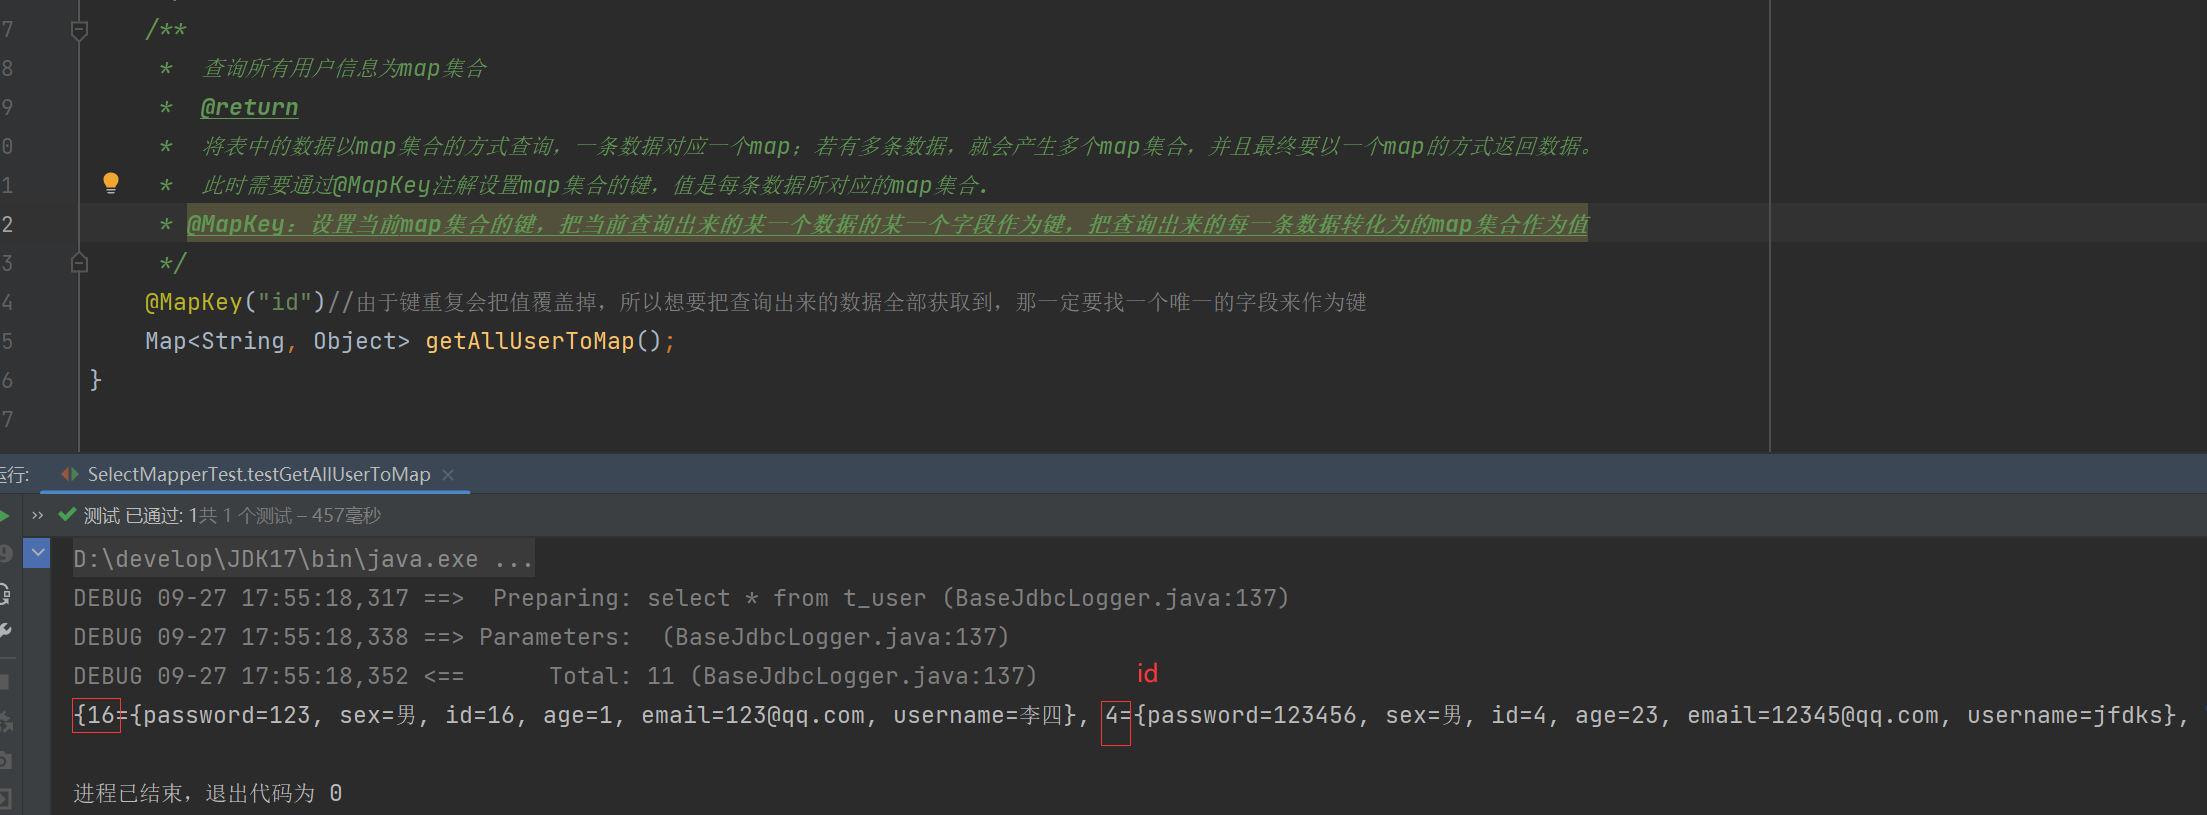 7 /**
8 * 查询所有用户信息为map集合
9 * @return
0 * 将表中的数据以map集合的方式查询，一条数据对应一个map；若有多条数据，就会产生多个map集合，并且最终要以一个map的方式返回数据。
1 * 此时需要通过@MapKey注解设置map集合的键，值是每条数据所对应的map集合.
2 * @MapKey：设置当前map集合的键，把当前查询出来的某一个数据的某一个字段作为键，把查询出来的每一条数据转化为的map集合作为值
3 */
4 @MapKey("id")//由于键重复会把值覆盖掉，所以想要把查询出来的数据全部获取到，那一定要找一个唯一的字段来作为键
5 Map<String, Object> getAllUserToMap();
6 }
7
运行: SelectMapperTest.testGetAllUserToMap ×
» 测试 已通过: 1共 1 个测试 – 457毫秒
D:\develop\JDK17\bin\java.exe ...
DEBUG 09-27 17:55:18,317 ==>  Preparing: select * from t_user (BaseJdbcLogger.java:137)
DEBUG 09-27 17:55:18,338 ==> Parameters:  (BaseJdbcLogger.java:137)
DEBUG 09-27 17:55:18,352 <==      Total: 11 (BaseJdbcLogger.java:137)
id
{16={password=123, sex=男, id=16, age=1, email=123@qq.com, username=李四}, 4={password=123456, sex=男, id=4, age=23, email=12345@qq.com, username=jfdks},
进程已结束，退出代码为 0